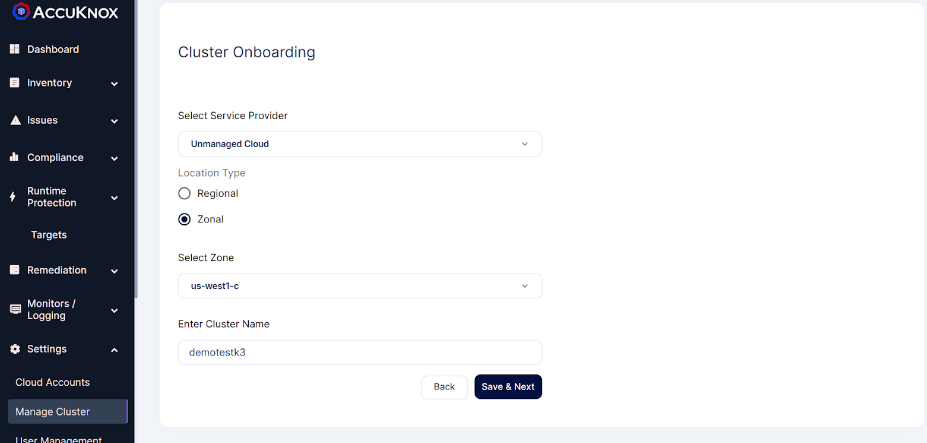 ACCUKNOX
Dashboard
Inventory
Issues
Compliance
Runtime
Protection
Targets
Remediation
Monitors /
Logging
Settings
Cloud Accounts
Manage Cluster
User Management
Cluster Onboarding
Select Service Provider
Unmanaged Cloud
Location Type
Regional
Zonal
Select Zone
us-west1-c
Enter Cluster Name
demotestk3
Back Save & Next